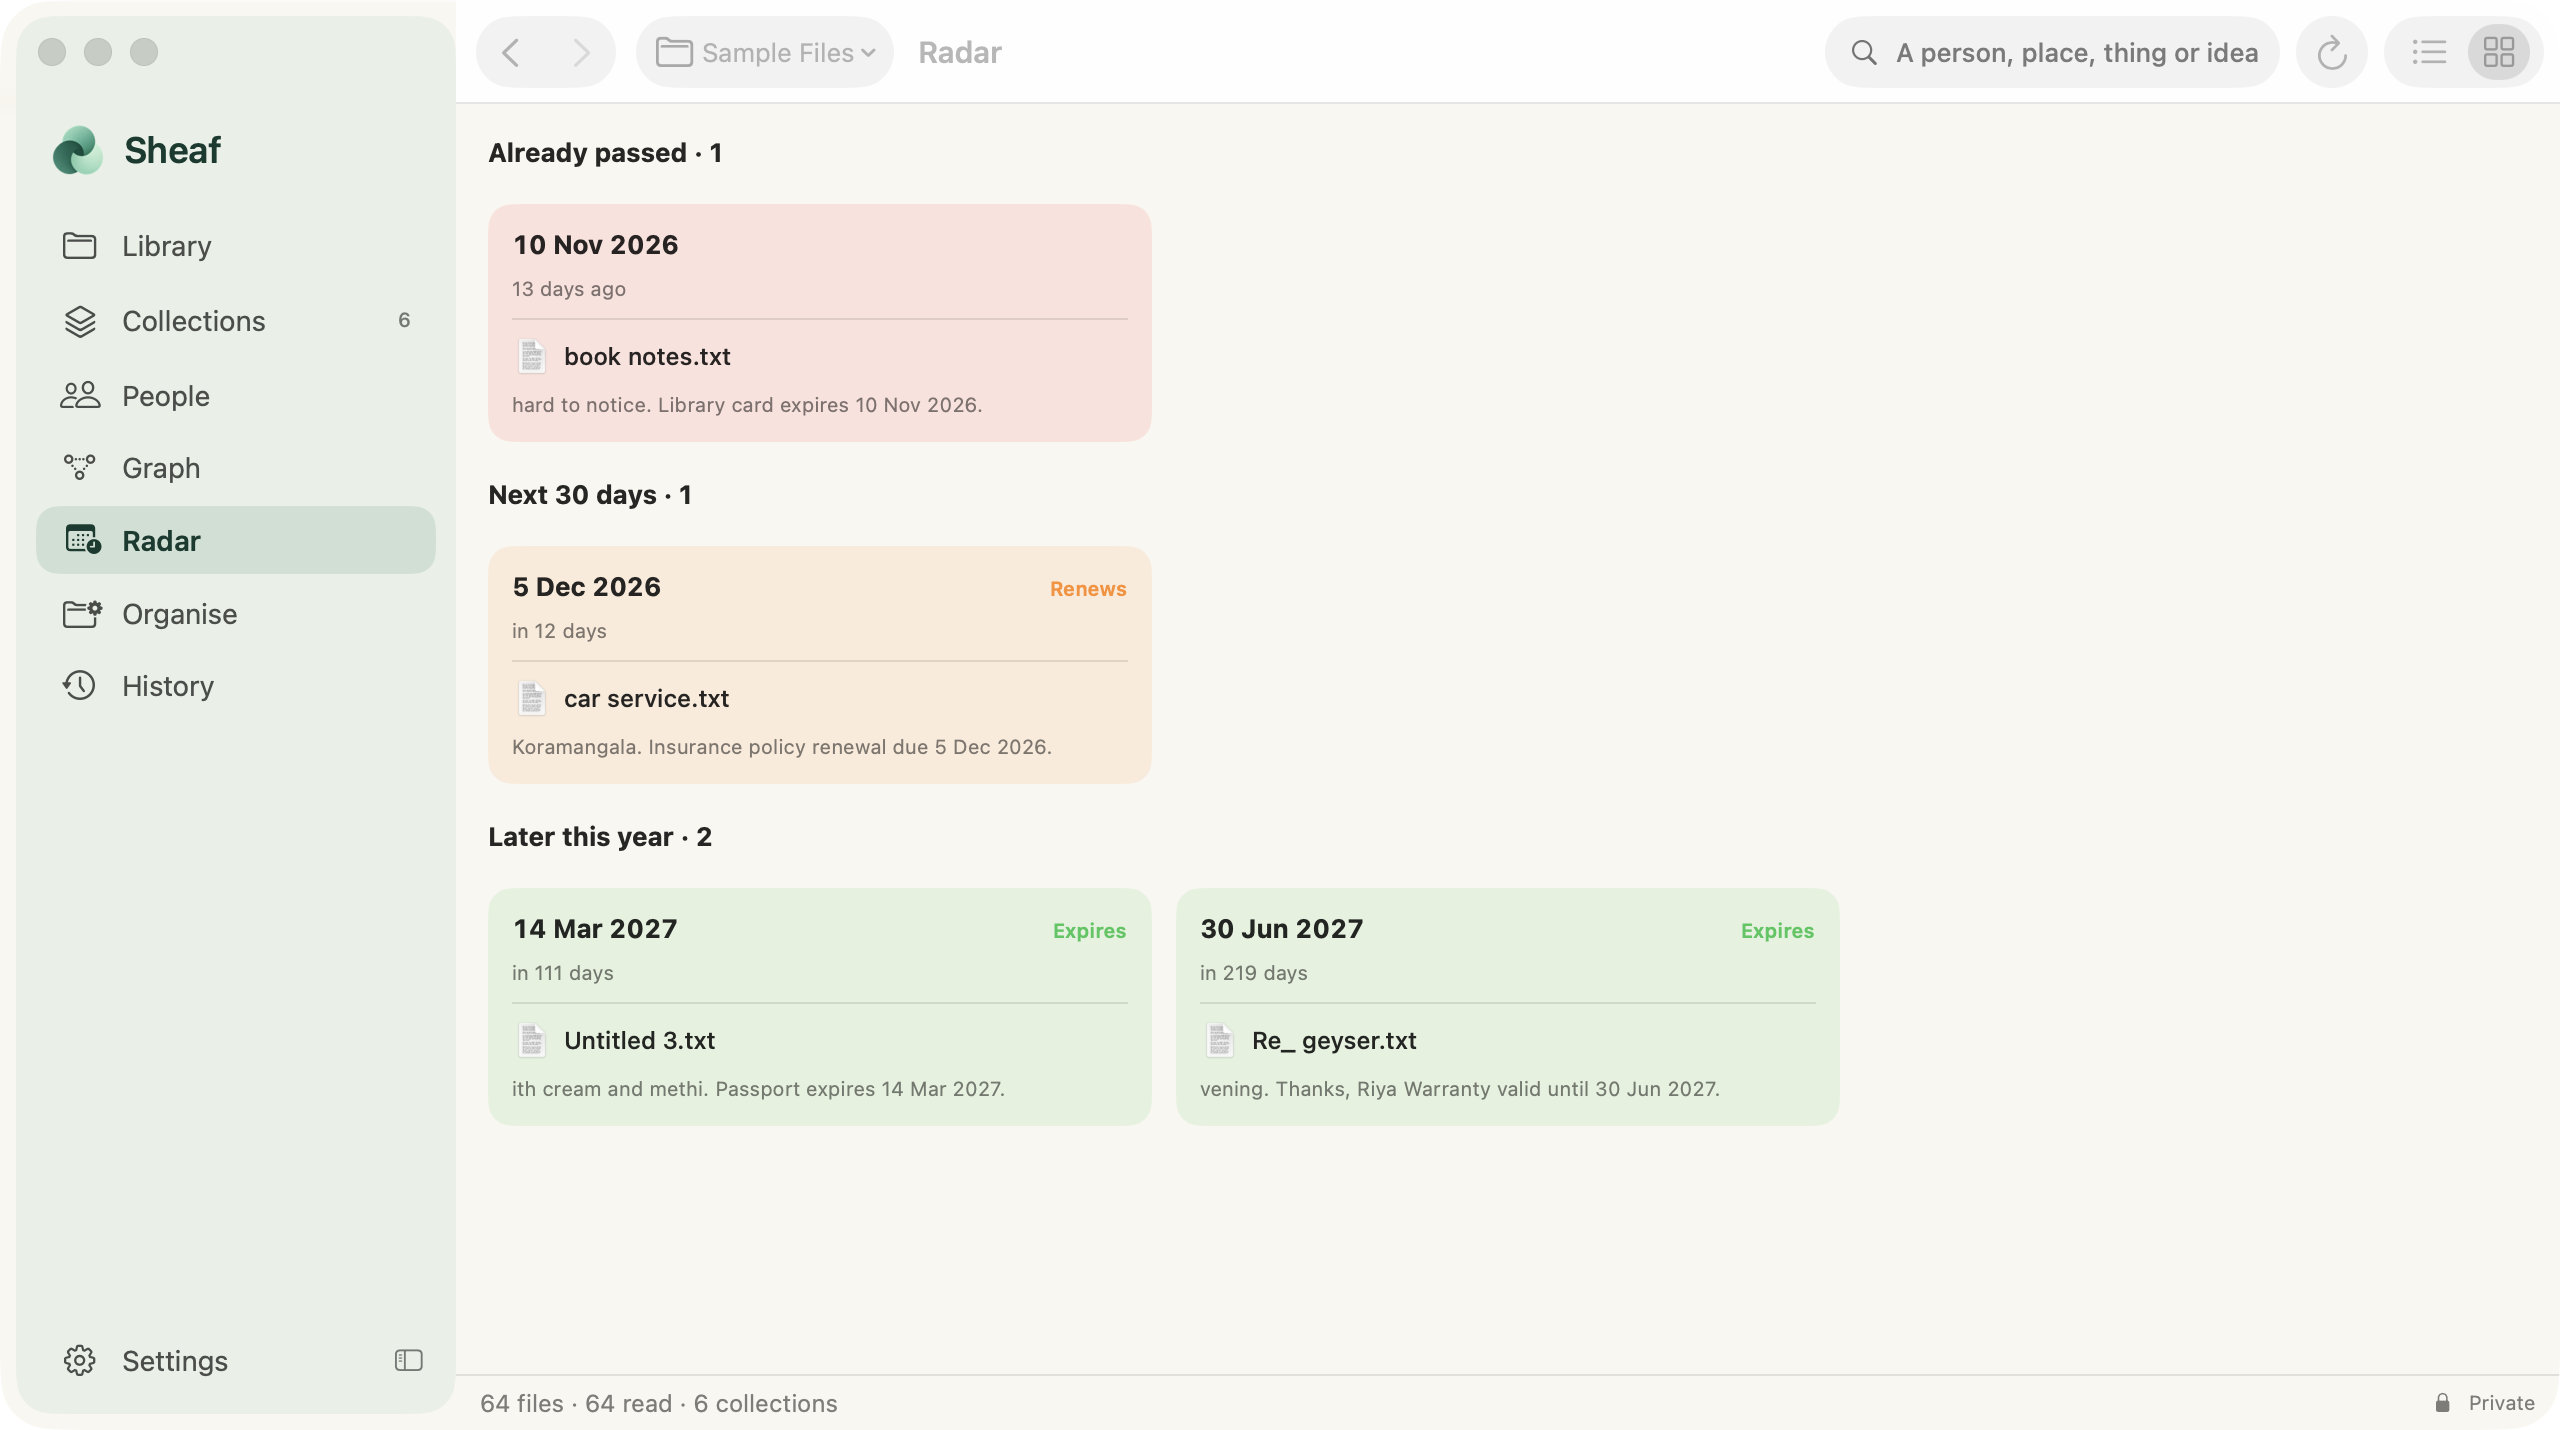 Sample Files
Radar
A person, place, thing or idea
Sheaf
Library
Collections 6
People
Graph
Radar
Organise
History
Settings
Already passed · 1
10 Nov 2026
13 days ago
book notes.txt
hard to notice. Library card expires 10 Nov 2026.
Next 30 days · 1
5 Dec 2026 Renews
in 12 days
car service.txt
Koramangala. Insurance policy renewal due 5 Dec 2026.
Later this year · 2
14 Mar 2027 Expires
in 111 days
Untitled 3.txt
ith cream and methi. Passport expires 14 Mar 2027.
30 Jun 2027 Expires
in 219 days
Re_ geyser.txt
vening. Thanks, Riya Warranty valid until 30 Jun 2027.
64 files · 64 read · 6 collections
Private